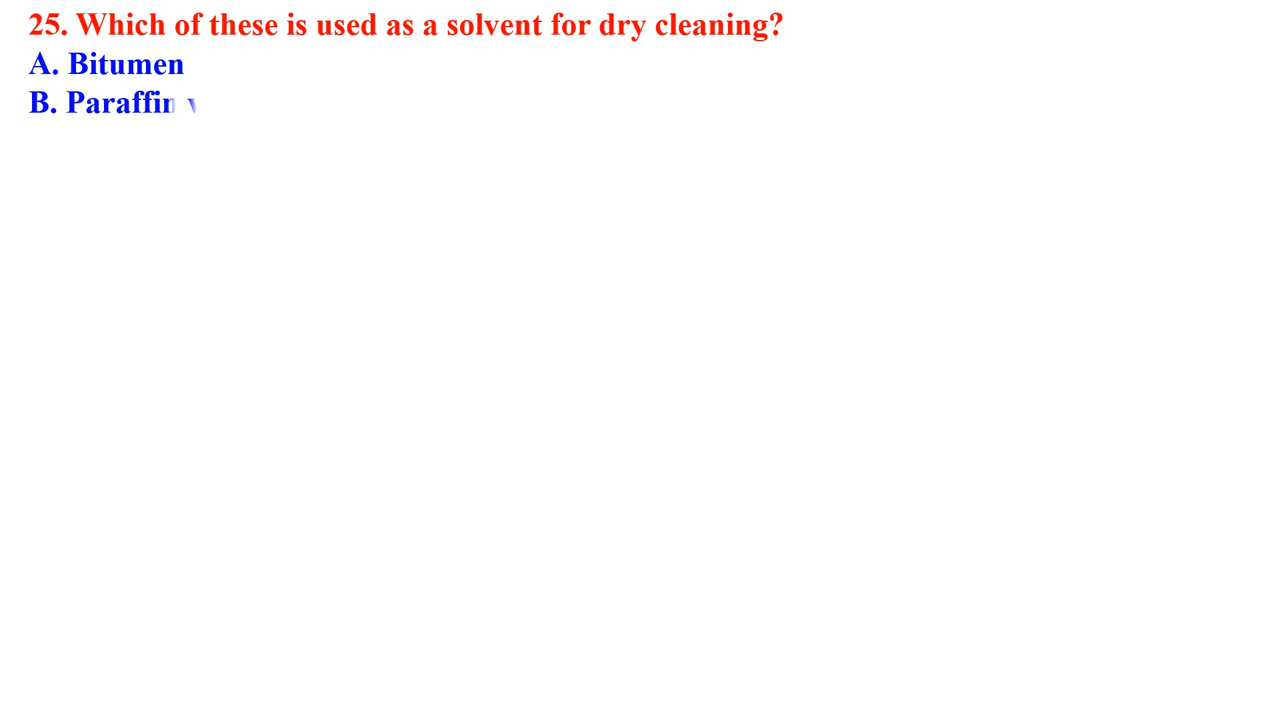 25. Which of these is used as a solvent for dry cleaning?
A. Bitumen
B. Paraffin